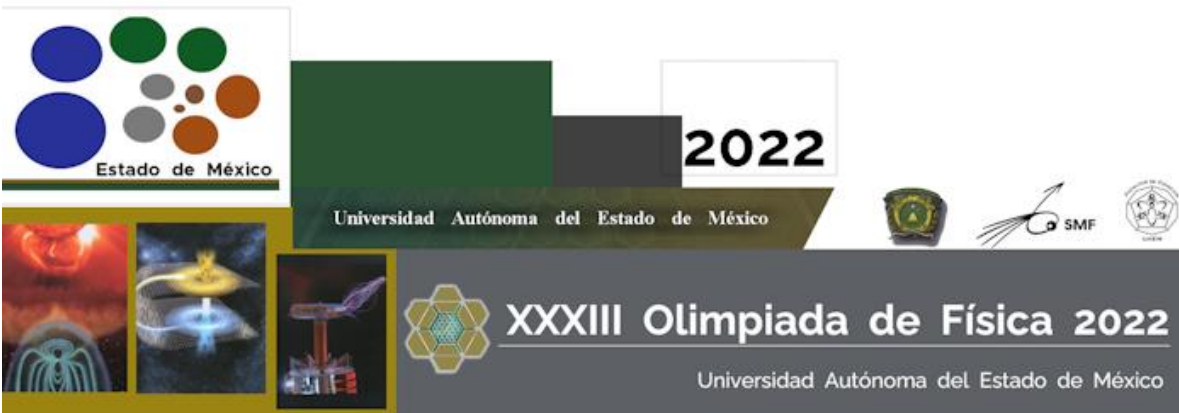 Estado de México
2022
Universidad Autónoma del Estado de México
SMF
XXXIII Olimpiada de Física 2022
Universidad Autónoma del Estado de México